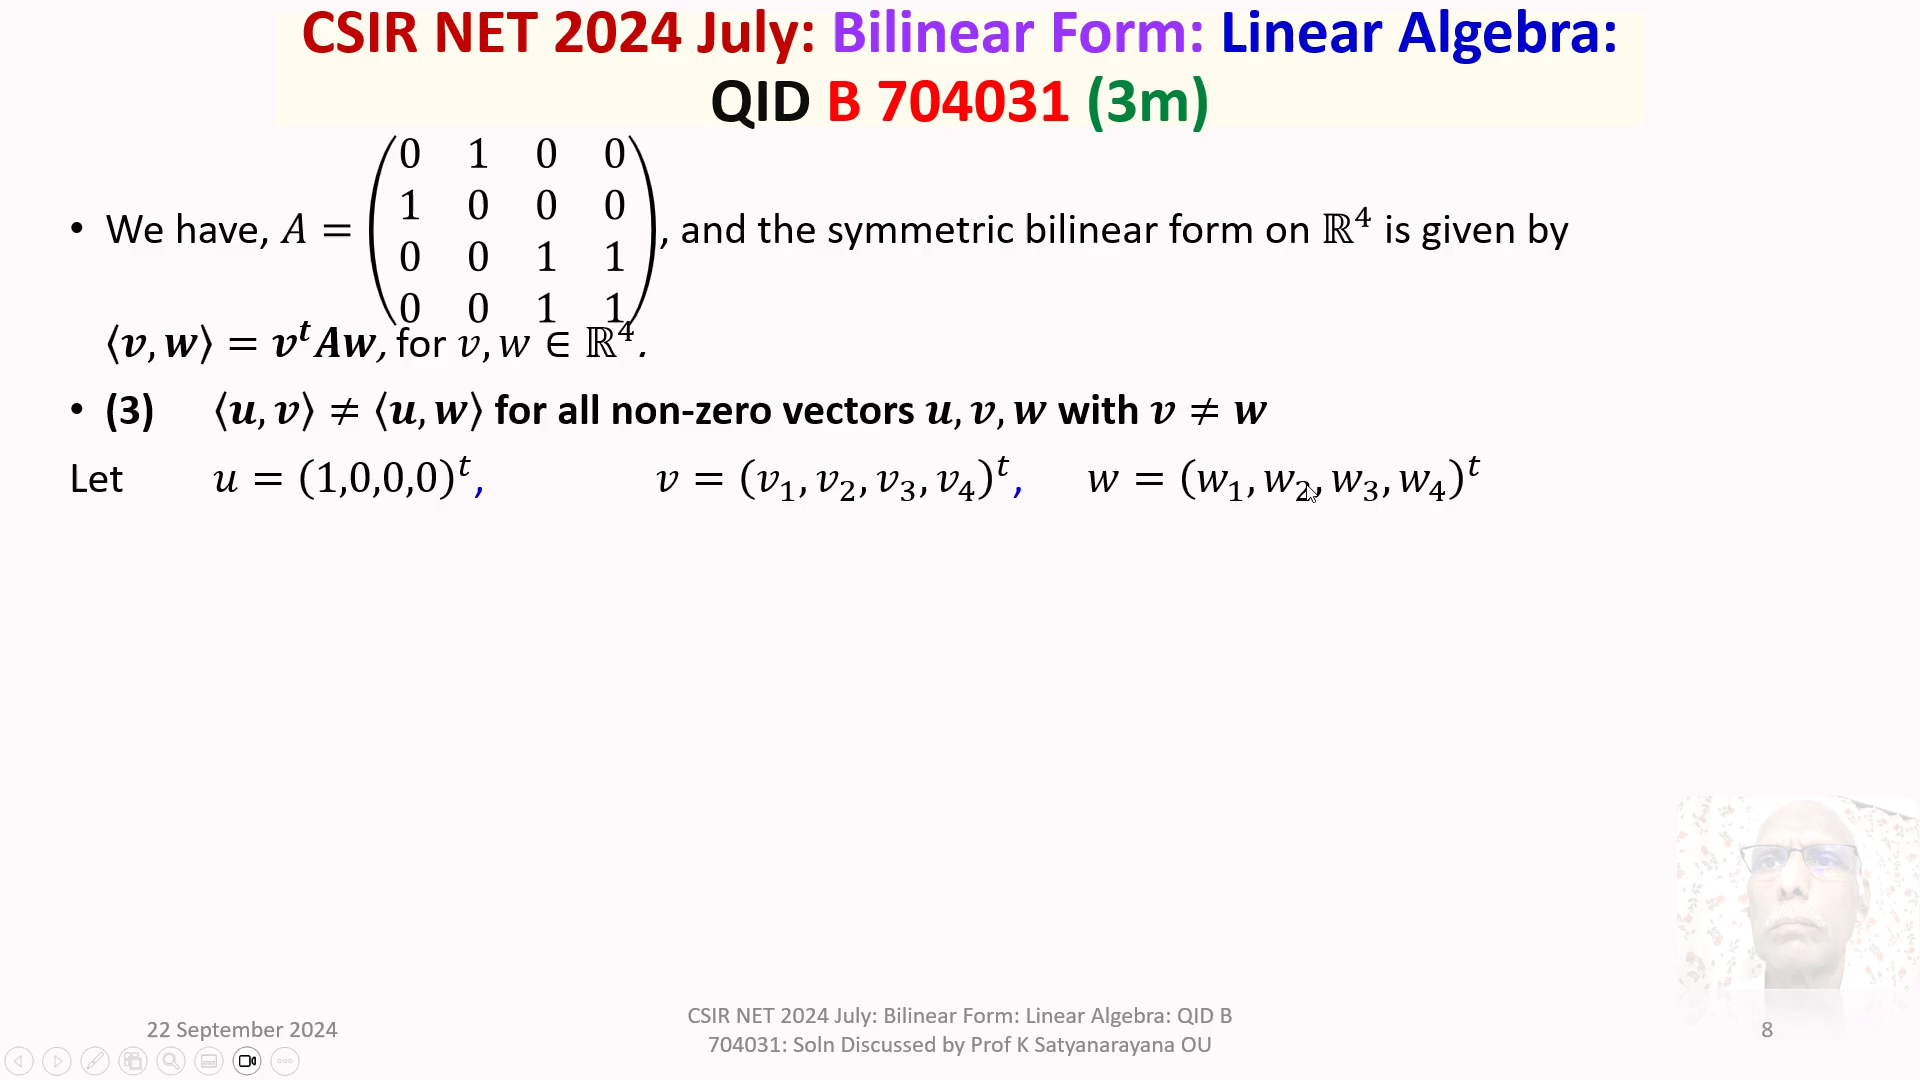 CSIR NET 2024 July: Bilinear Form: Linear Algebra:
QID B 704031 (3m)
• We have, A = \begin{pmatrix} 0 & 1 & 0 & 0 \\ 1 & 0 & 0 & 0 \\ 0 & 0 & 1 & 1 \\ 0 & 0 & 1 & 1 \end{pmatrix}, and the symmetric bilinear form on ℝ⁴ is given by
⟨v, w⟩ = vᵗAw, for v, w ∈ ℝ⁴.
• (3) ⟨u, v⟩ ≠ ⟨u, w⟩ for all non-zero vectors u, v, w with v ≠ w
Let u = (1,0,0,0)ᵗ, v = (v₁, v₂, v₃, v₄)ᵗ, w = (w₁, w₂, w₃, w₄)ᵗ
22 September 2024
CSIR NET 2024 July: Bilinear Form: Linear Algebra: QID B
704031: Soln Discussed by Prof K Satyanarayana OU
8